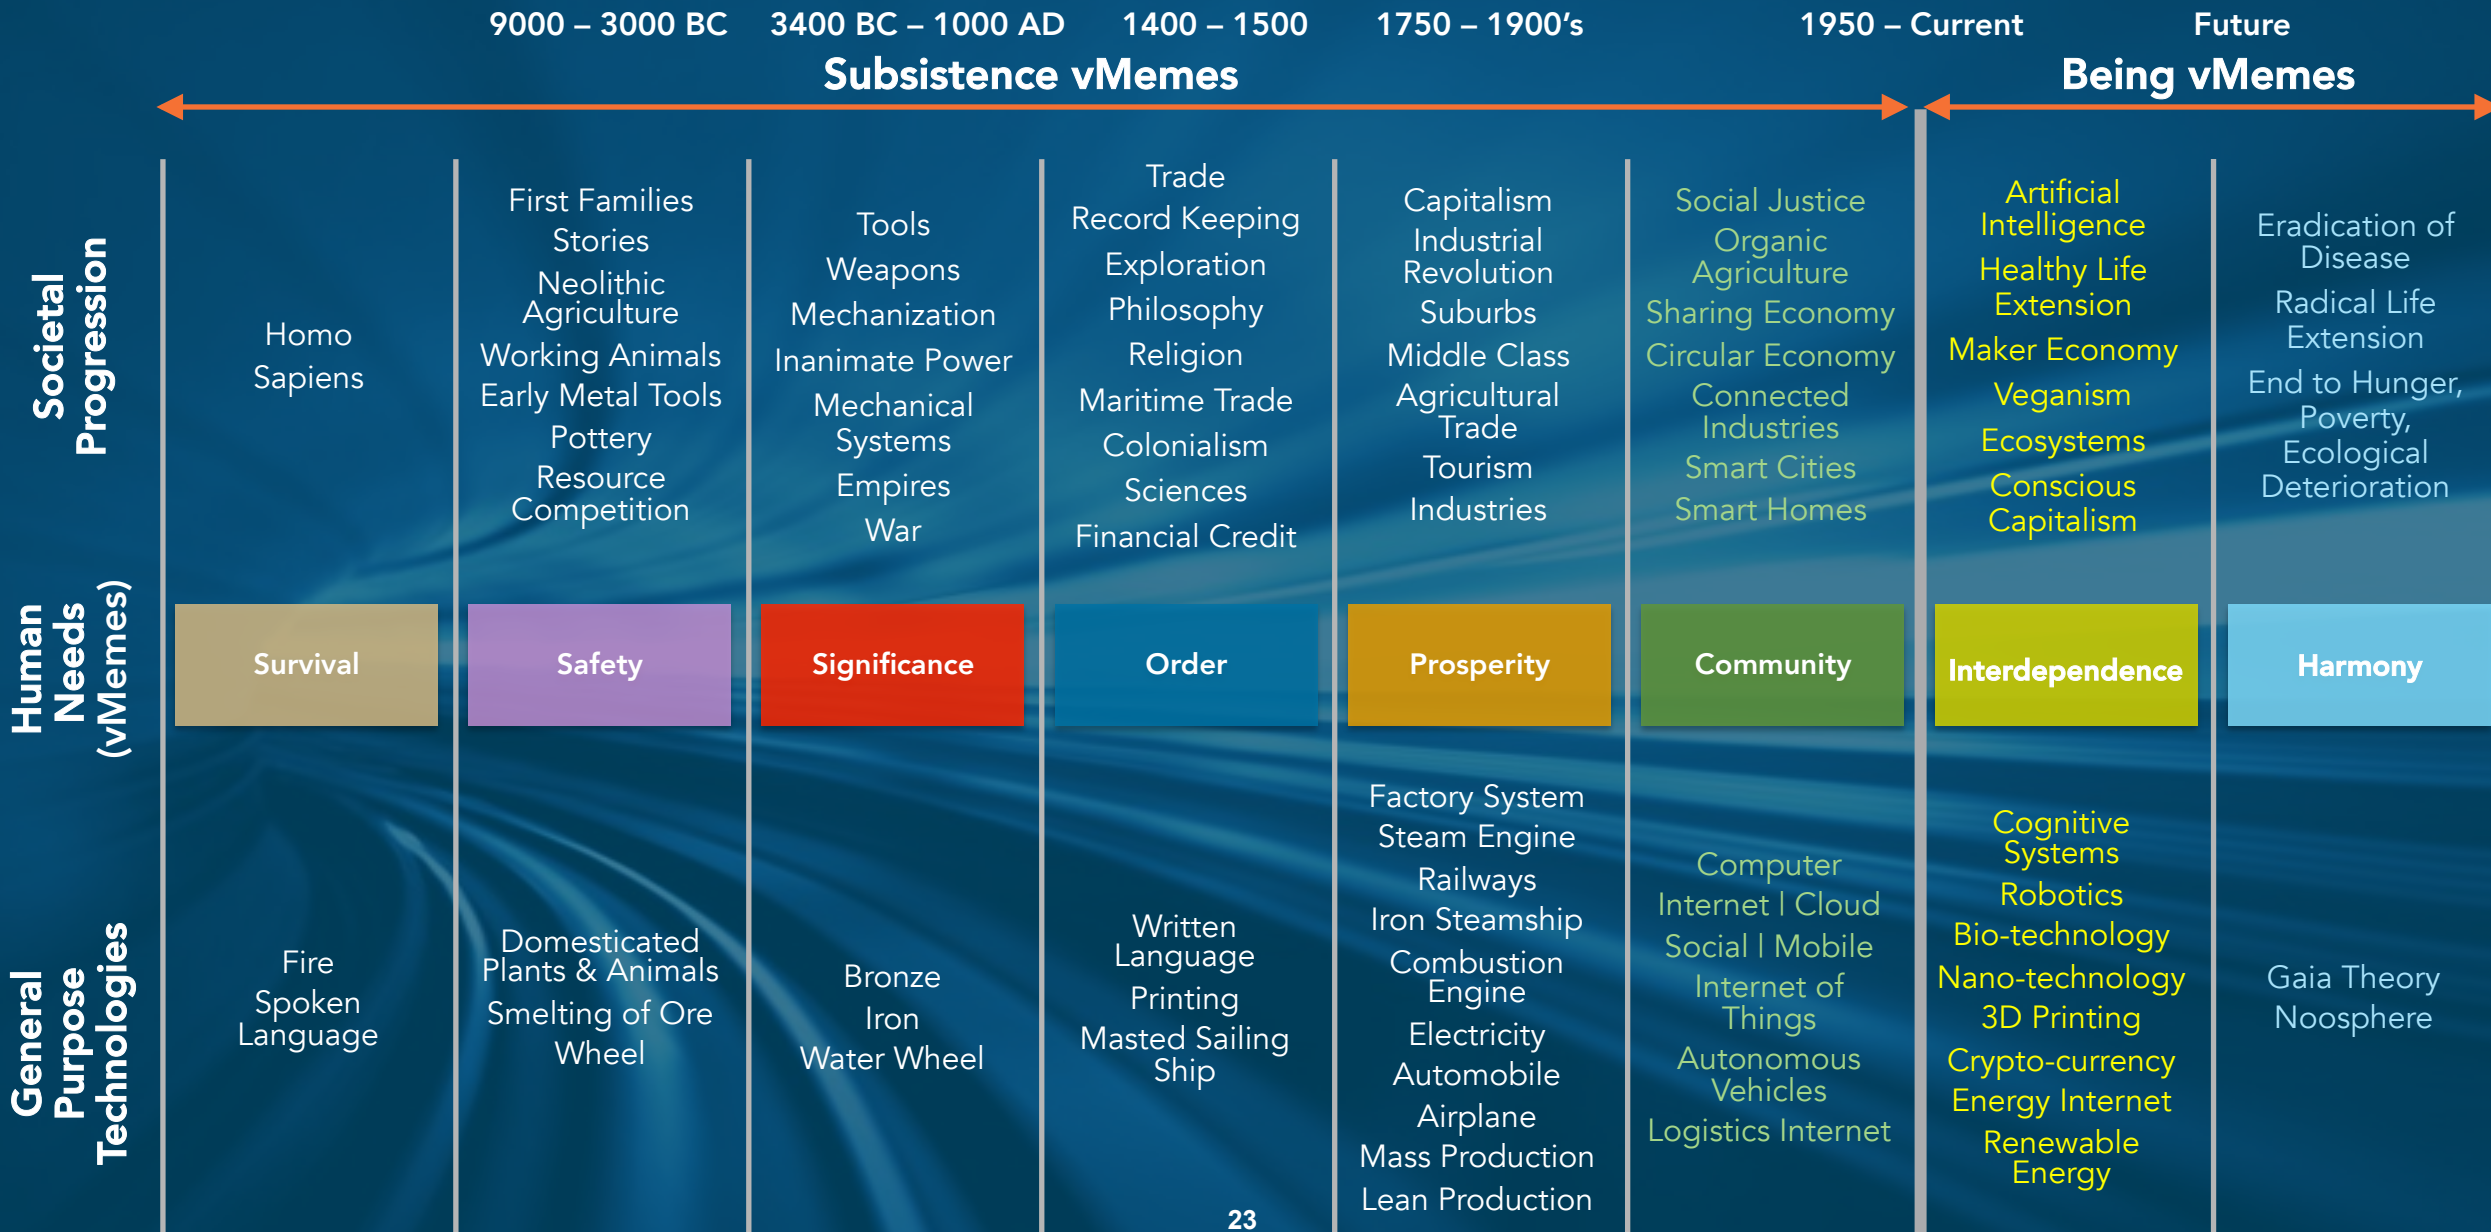 9000 – 3000 BC
3400 BC – 1000 AD
1400 – 1500
1750 – 1900's
1950 – Current
Future
Subsistence vMemes
Being vMemes
Societal
Progression
Homo
Sapiens
First Families
Stories
Neolithic
Agriculture
Working Animals
Early Metal Tools
Pottery
Resource
Competition
Tools
Weapons
Mechanization
Inanimate Power
Mechanical
Systems
Empires
War
Trade
Record Keeping
Exploration
Philosophy
Religion
Maritime Trade
Colonialism
Sciences
Financial Credit
Capitalism
Industrial
Revolution
Suburbs
Middle Class
Agricultural
Trade
Tourism
Industries
Social Justice
Organic
Agriculture
Sharing Economy
Circular Economy
Connected
Industries
Smart Cities
Smart Homes
Artificial
Intelligence
Healthy Life
Extension
Maker Economy
Veganism
Ecosystems
Conscious
Capitalism
Eradication of
Disease
Radical Life
Extension
End to Hunger,
Poverty,
Ecological
Deterioration
Human
Needs
(vMemes)
Survival
Safety
Significance
Order
Prosperity
Community
Interdependence
Harmony
General
Purpose
Technologies
Fire
Spoken
Language
Domesticated
Plants & Animals
Smelting of Ore
Wheel
Bronze
Iron
Water Wheel
Written
Language
Printing
Masted Sailing
Ship
Factory System
Steam Engine
Railways
Iron Steamship
Combustion
Engine
Electricity
Automobile
Airplane
Mass Production
Lean Production
Computer
Internet | Cloud
Social | Mobile
Internet of
Things
Autonomous
Vehicles
Logistics Internet
Cognitive
Systems
Robotics
Bio-technology
Nano-technology
3D Printing
Crypto-currency
Energy Internet
Renewable
Energy
Gaia Theory
Noosphere
23